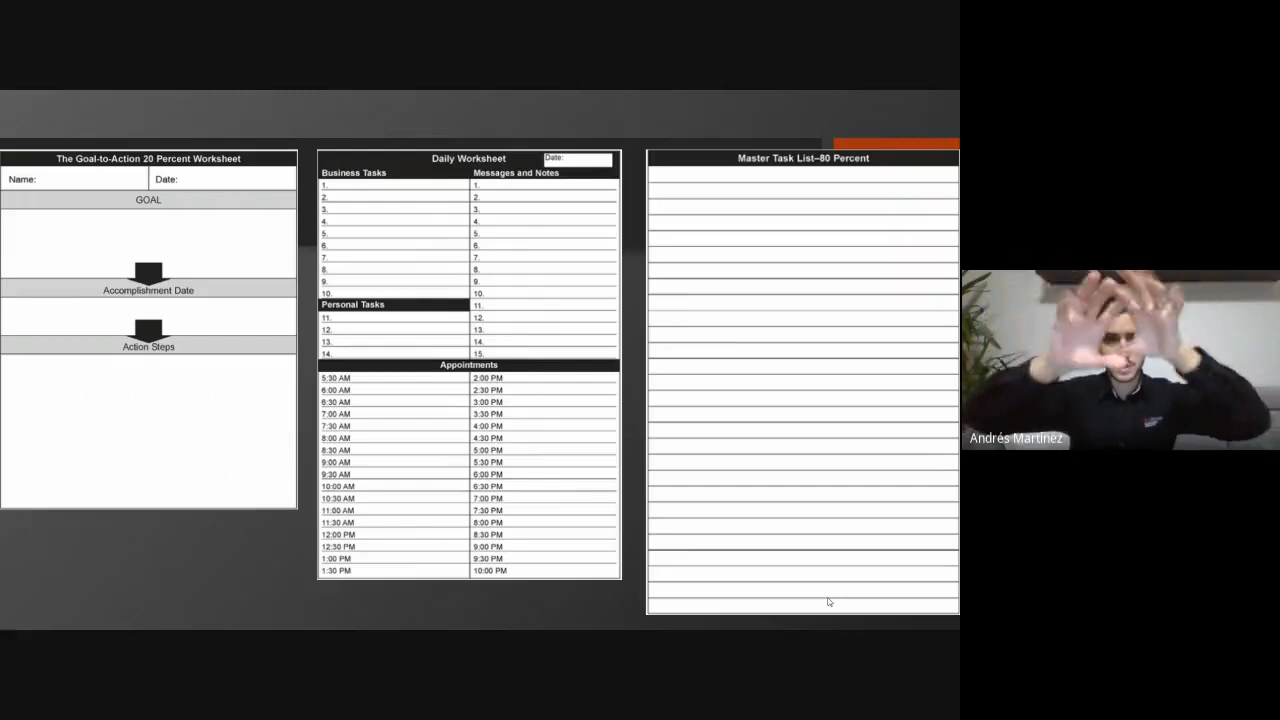 The Goal-to-Action 20 Percent Worksheet
Name:
Date:
GOAL
Accomplishment Date
Action Steps
Daily Worksheet
Date:
Business Tasks
1.
2.
3.
4.
5.
6.
7.
8.
9.
10.
Personal Tasks
11.
12.
13.
14.
Messages and Notes
1.
2.
3.
4.
5.
6.
7.
8.
9.
10.
11.
12.
13.
14.
15.
Appointments
5:30 AM
6:00 AM
6:30 AM
7:00 AM
7:30 AM
8:00 AM
8:30 AM
9:00 AM
9:30 AM
10:00 AM
10:30 AM
11:00 AM
11:30 AM
12:00 PM
12:30 PM
1:00 PM
1:30 PM
2:00 PM
2:30 PM
3:00 PM
3:30 PM
4:00 PM
4:30 PM
5:00 PM
5:30 PM
6:00 PM
6:30 PM
7:00 PM
7:30 PM
8:00 PM
8:30 PM
9:00 PM
9:30 PM
10:00 PM
Master Task List–80 Percent
Andrés Martínez